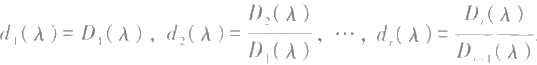 d₁(λ) = D₁(λ), d₂(λ) = D₂(λ)/D₁(λ), ⋯, dᵣ(λ) = Dᵣ(λ)/Dᵣ₋₁(λ).